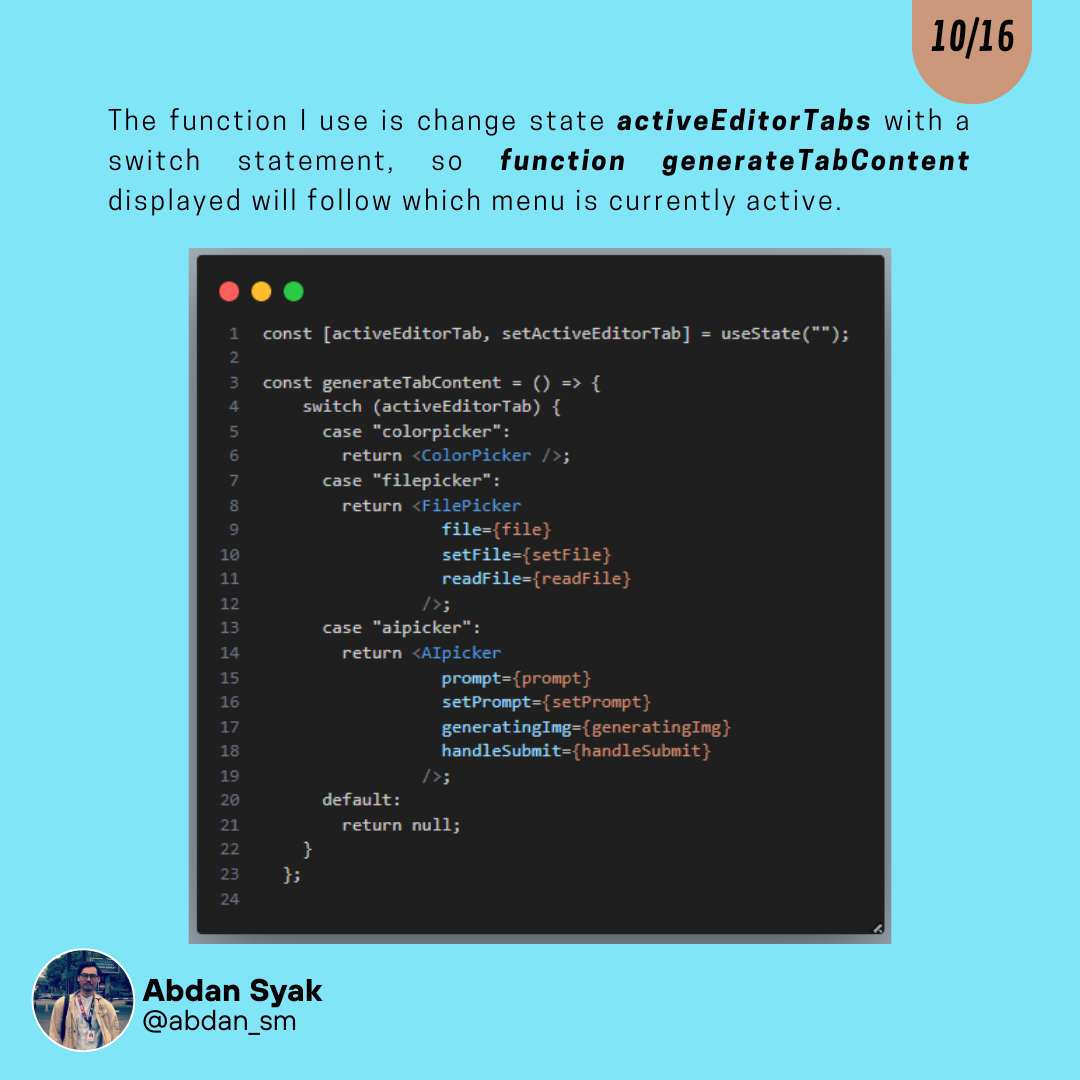 10/16
The function I use is change state activeEditorTabs with a
switch statement, so function generateTabContent
displayed will follow which menu is currently active.
1 const [activeEditorTab, setActiveEditorTab] = useState("");
2
3 const generateTabContent = () => {
4     switch (activeEditorTab) {
5       case "colorpicker":
6         return <ColorPicker />;
7       case "filepicker":
8         return <FilePicker
9                   file={file}
10                   setFile={setFile}
11                   readFile={readFile}
12                 />;
13       case "aipicker":
14         return <AIpicker
15                   prompt={prompt}
16                   setPrompt={setPrompt}
17                   generatingImg={generatingImg}
18                   handleSubmit={handleSubmit}
19                 />;
20       default:
21         return null;
22     }
23   };
24
Abdan Syak
@abdan_sm